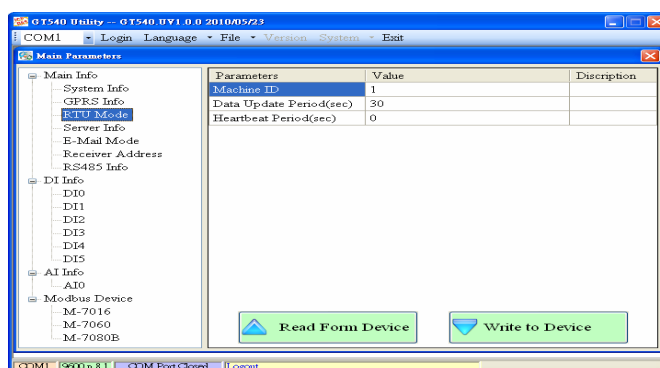 GT540 Utility -- GT540.UV1.0.0 2010/05/23
COM1 Login Language File Version System Exit
Main Parameters
Main Info
System Info
GPRS Info
RTU Mode
Server Info
E-Mail Mode
Receiver Address
RS485 Info
DI Info
DI0
DI1
DI2
DI3
DI4
DI5
AI Info
AI0
Modbus Device
M-7016
M-7060
M-7080B
Parameters Value Discription
Machine ID 1
Data Update Period(sec) 30
Heartbeat Period(sec) 0
Read Form Device Write to Device
COM1 9600,n,8,1 COM Port Closed Logout